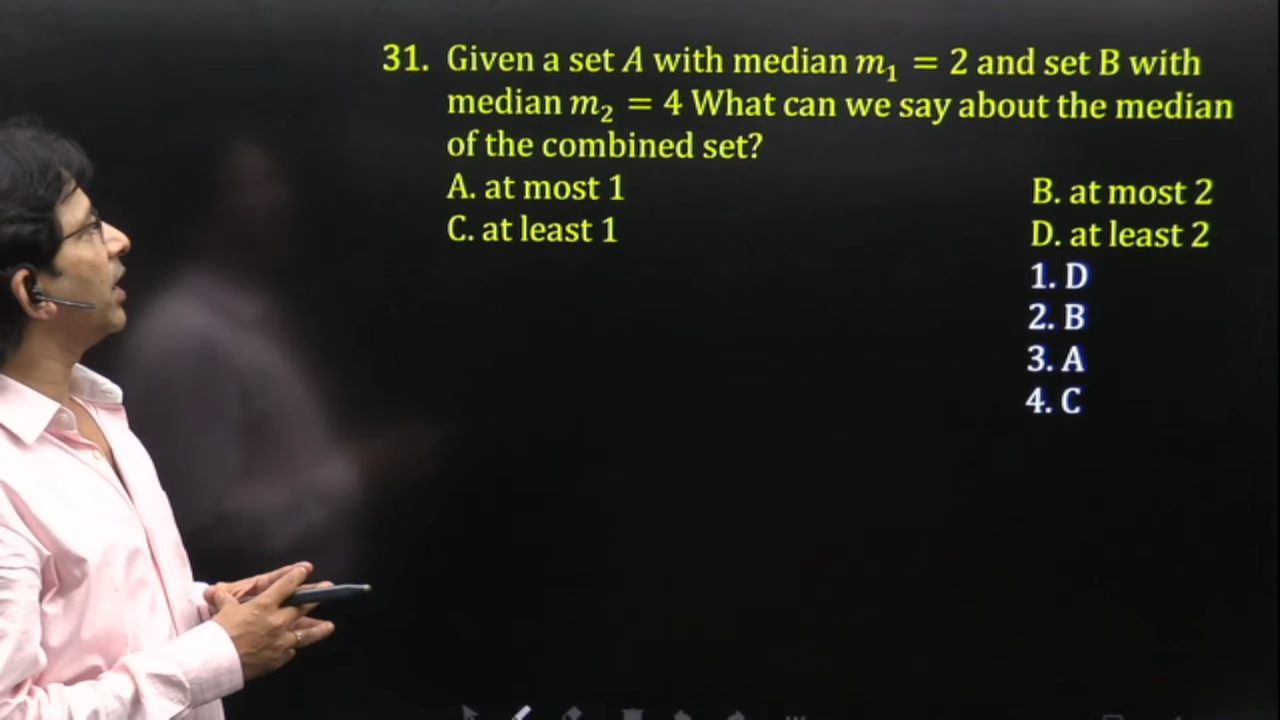 31. Given a set A with median m₁ = 2 and set B with
median m₂ = 4 What can we say about the median
of the combined set?
A. at most 1 B. at most 2
C. at least 1 D. at least 2
1. D
2. B
3. A
4. C